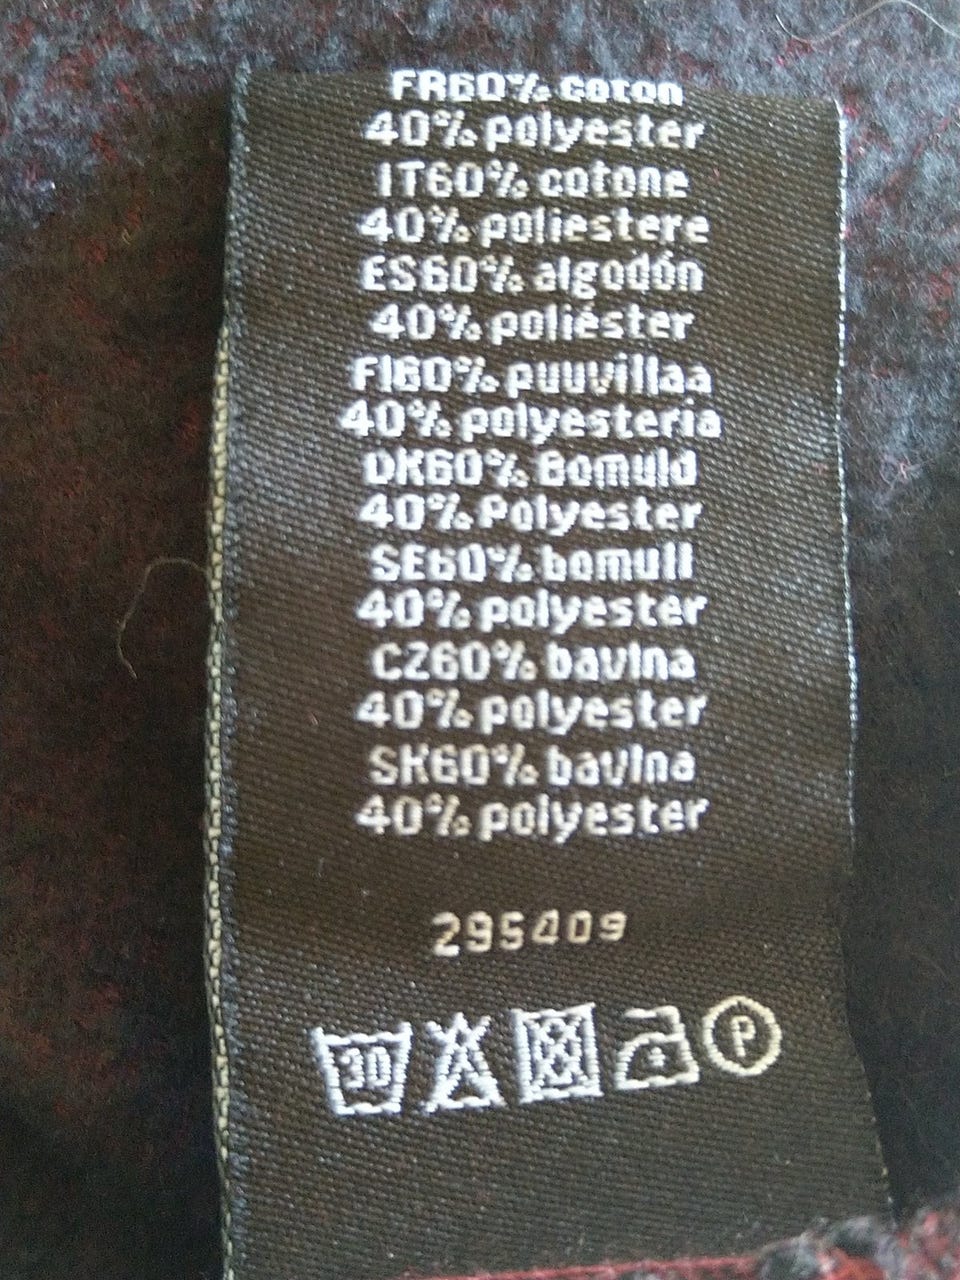 FR60% coton
40% polyester
IT60% cotone
40% poliestere
ES60% algodón
40% poliéster
FI60% puuvillaa
40% polyesteria
DK60% Bomuld
40% Polyester
SE60% bomull
40% polyester
CZ60% bavlna
40% polyester
SK60% bavlna
40% polyester
295409
30 P